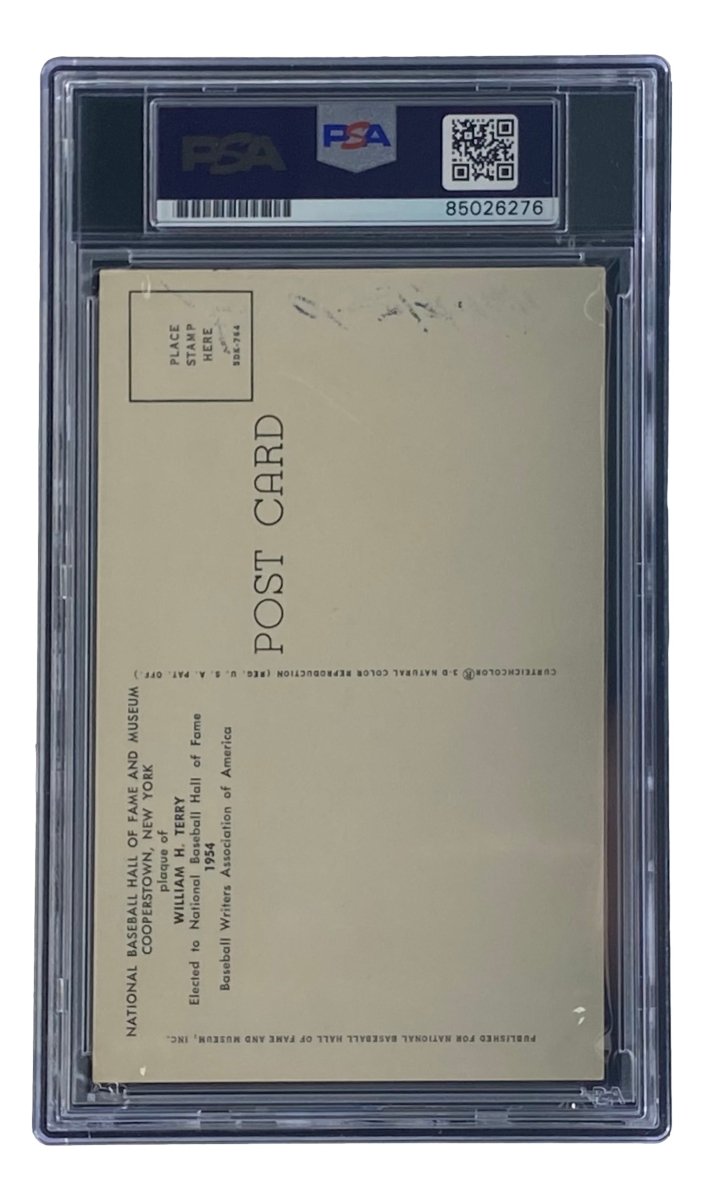 PSA
PSA
85026276
PLACE
STAMP
HERE
5DK-764
POST CARD
CURTEICHCOLOR® 3-D NATURAL COLOR REPRODUCTION (REG. U. S. A. PAT. OFF.)
NATIONAL BASEBALL HALL OF FAME AND MUSEUM
COOPERSTOWN, NEW YORK
plaque of
WILLIAM H. TERRY
Elected to National Baseball Hall of Fame
1954
Baseball Writers Association of America
PUBLISHED FOR NATIONAL BASEBALL HALL OF FAME AND MUSEUM, INC.